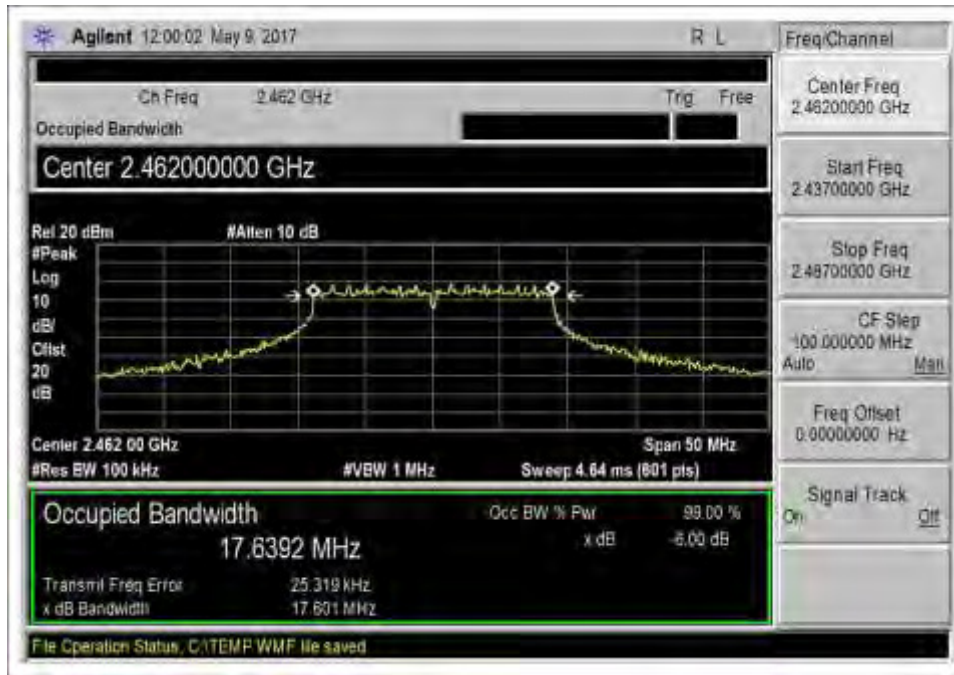 Agilent 12:00:02 May 9, 2017 R L
Freq/Channel
Ch Freq 2.462 GHz Trig Free
Occupied Bandwidth
Center 2.462000000 GHz
Ref 20 dBm #Atten 10 dB
#Peak
Log
10
dB/
Offst
20
dB
Center 2.462 00 GHz Span 50 MHz
#Res BW 100 kHz #VBW 1 MHz Sweep 4.64 ms (601 pts)
Occupied Bandwidth Occ BW % Pwr 99.00 %
17.6392 MHz x dB -6.00 dB
Transmit Freq Error 25.319 kHz
x dB Bandwidth 17.601 MHz
File Operation Status, C:\TEMP.WMF file saved
Center Freq
2.46200000 GHz
Start Freq
2.43700000 GHz
Stop Freq
2.48700000 GHz
CF Step
100.000000 MHz
Auto Man
Freq Offset
0.00000000 Hz
Signal Track
On Off